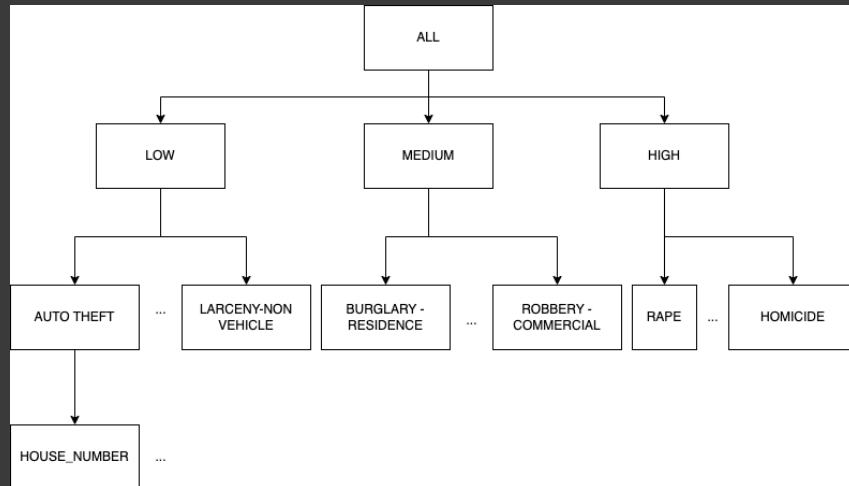 ALL
LOW
MEDIUM
HIGH
AUTO THEFT
...
LARCENY-NON
VEHICLE
BURGLARY -
RESIDENCE
...
ROBBERY -
COMMERCIAL
RAPE
...
HOMICIDE
HOUSE_NUMBER
...